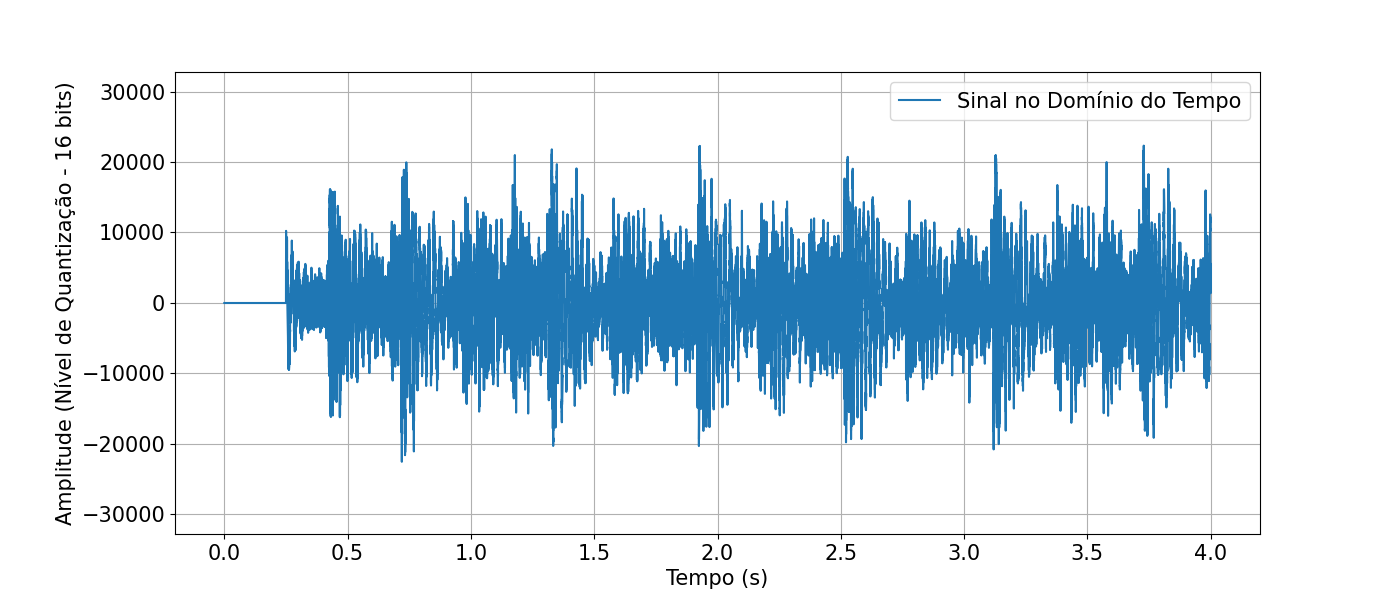 Sinal no Domínio do Tempo
Amplitude (Nível de Quantização - 16 bits)
30000
20000
10000
0
−10000
−20000
−30000
0.0 0.5 1.0 1.5 2.0 2.5 3.0 3.5 4.0
Tempo (s)